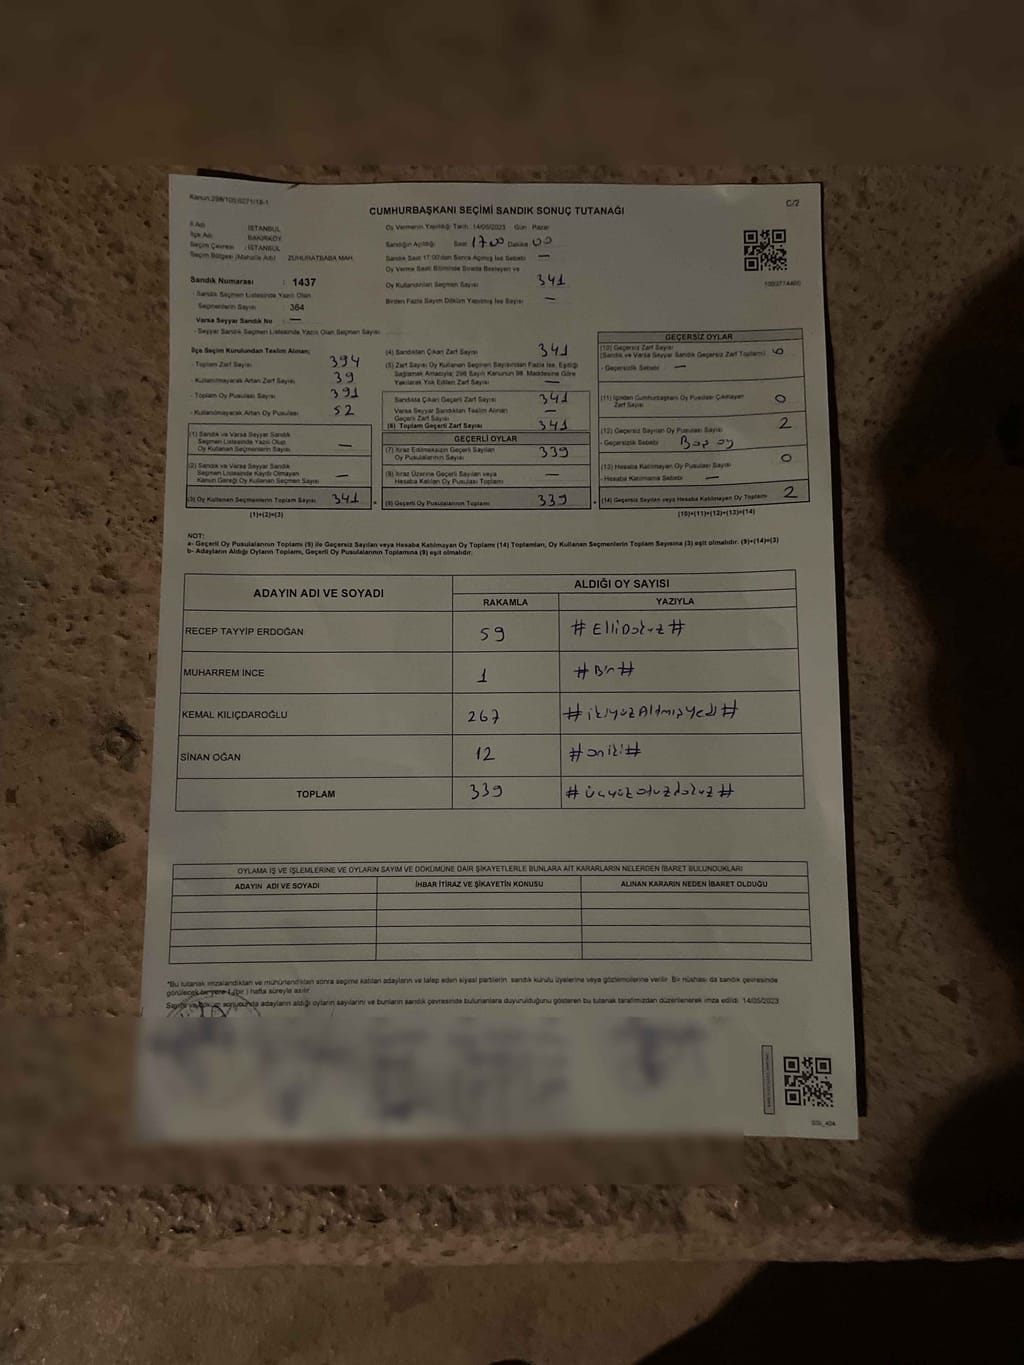 Kanun:298/105;6271/18-1
C/2
CUMHURBAŞKANI SEÇİMİ SANDIK SONUÇ TUTANAĞI
İl Adı : İSTANBUL
İlçe Adı : BAKIRKÖY
Seçim Çevresi : İSTANBUL
Seçim Bölgesi (Mahalle Adı) ZUHURATBABA MAH.
Oy Vermenin Yapıldığı Tarih 14/05/2023 Gün Pazar
Sandığın Açıldığı Saat 17:00 Dakika 00
Sandık Saat 17:00'den Sonra Açılmış İse Sebebi —
Oy Verme Saati Bitiminde Sırada Bekleyen ve
Oy Kullandırılan Seçmen Sayısı 341
Birden Fazla Sayım Döküm Yapılmış İse Sayısı —
Sandık Numarası : 1437
- Sandık Seçmen Listesinde Yazılı Olan
Seçmenlerin Sayısı : 364
Varsa Seyyar Sandık No : —
- Seyyar Sandık Seçmen Listesinde Yazılı Olan Seçmen Sayısı
İlçe Seçim Kurulundan Teslim Alınan;
- Toplam Zarf Sayısı 394
- Kullanılmayarak Artan Zarf Sayısı 39
- Toplam Oy Pusulası Sayısı 391
- Kullanılmayarak Artan Oy Pusulası 52
(1) Sandık ve Varsa Seyyar Sandık
Seçmen Listesinde Yazılı Olup
Oy Kullanan Seçmenlerin Sayısı —
(2) Sandık ve Varsa Seyyar Sandık
Seçmen Listesinde Kaydı Olmayan
Kanun Gereği Oy Kullanan Seçmen Sayısı —
(3) Oy Kullanan Seçmenlerin Toplam Sayısı 341
(1)+(2)=(3)
(4) Sandıktan Çıkan Zarf Sayısı 341
(5) Zarf Sayısı Oy Kullanan Seçmen Sayısından Fazla İse, Eşitliği
Sağlamak Amacıyla; 298 Sayılı Kanunun 98. Maddesine Göre
Yakılarak Yok Edilen Zarf Sayısı —
Sandıkta Çıkan Geçerli Zarf Sayısı 341
Varsa Seyyar Sandıktan Teslim Alınan
Geçerli Zarf Sayısı —
(6) Toplam Geçerli Zarf Sayısı 341
GEÇERLİ OYLAR
(7) İtiraz Edilmeksizin Geçerli Sayılan
Oy Pusulalarının Sayısı 339
(8) İtiraz Üzerine Geçerli Sayılan veya
Hesaba Katılan Oy Pusulası Toplamı —
(9) Geçerli Oy Pusulalarının Toplamı 339
GEÇERSİZ OYLAR
(10) Geçersiz Zarf Sayısı
(Sandık ve Varsa Seyyar Sandık Geçersiz Zarf Toplamı)
- Geçersizlik Sebebi —
(11) İçinden Cumhurbaşkanı Oy Pusulası Çıkmayan
Zarf Sayısı 0
(12) Geçersiz Sayılan Oy Pusulası Sayısı 2
- Geçersizlik Sebebi Boş oy
(13) Hesaba Katılmayan Oy Pusulası Sayısı 0
- Hesaba Katılmama Sebebi —
(14) Geçersiz Sayılan veya Hesaba Katılmayan Oy Toplamı 2
(10)+(11)+(12)+(13)=(14)
NOT:
a- Geçerli Oy Pusulaları Toplamı (9) ile Geçersiz Sayılan veya Hesaba Katılmayan Oy Toplamı (14) Toplamları, Oy Kullanan Seçmenlerin Toplam Sayısına (3) eşit olmalıdır. (9)+(14)=(3)
b- Adayların Aldığı Oyların Toplamı, Geçerli Oy Pusulalarının Toplamına (9) eşit olmalıdır.
ADAYIN ADI VE SOYADI ALDIĞI OY SAYISI
RAKAMLA YAZIYLA
RECEP TAYYİP ERDOĞAN 59 #ElliDokuz#
MUHARREM İNCE 1 #Bir#
KEMAL KILIÇDAROĞLU 267 #ikiyüzAltmışyedi#
SİNAN OĞAN 12 #oniki#
TOPLAM 339 #üçyüzotuzdokuz#
OYLAMA İŞ VE İŞLEMLERİNE VE OYLARIN SAYIM VE DÖKÜMÜNE DAİR ŞİKAYETLERLE BUNLARA AİT KARARLARIN NELERDEN İBARET BULUNDUKLARI
ADAYIN ADI VE SOYADI İHBAR İTİRAZ VE ŞİKAYETİN KONUSU ALINAN KARARIN NEDEN İBARET OLDUĞU
*Bu tutanak imzalandıktan ve mühürlendikten sonra seçime katılan adayların ve talep eden siyasi partilerin sandık kurulu üyelerine veya gözlemcilerine verilir. Bir nüshası da sandık çevresinde
görülecek bir yere 1 (bir) hafta süreyle asılır.
Sayım ve döküm sonucunda adayların aldığı oyların sayılarını ve bunların sandık çevresinde bulunanlara duyurulduğunu gösteren bu tutanak tarafımızdan düzenlenerek imza edildi. 14/05/2023